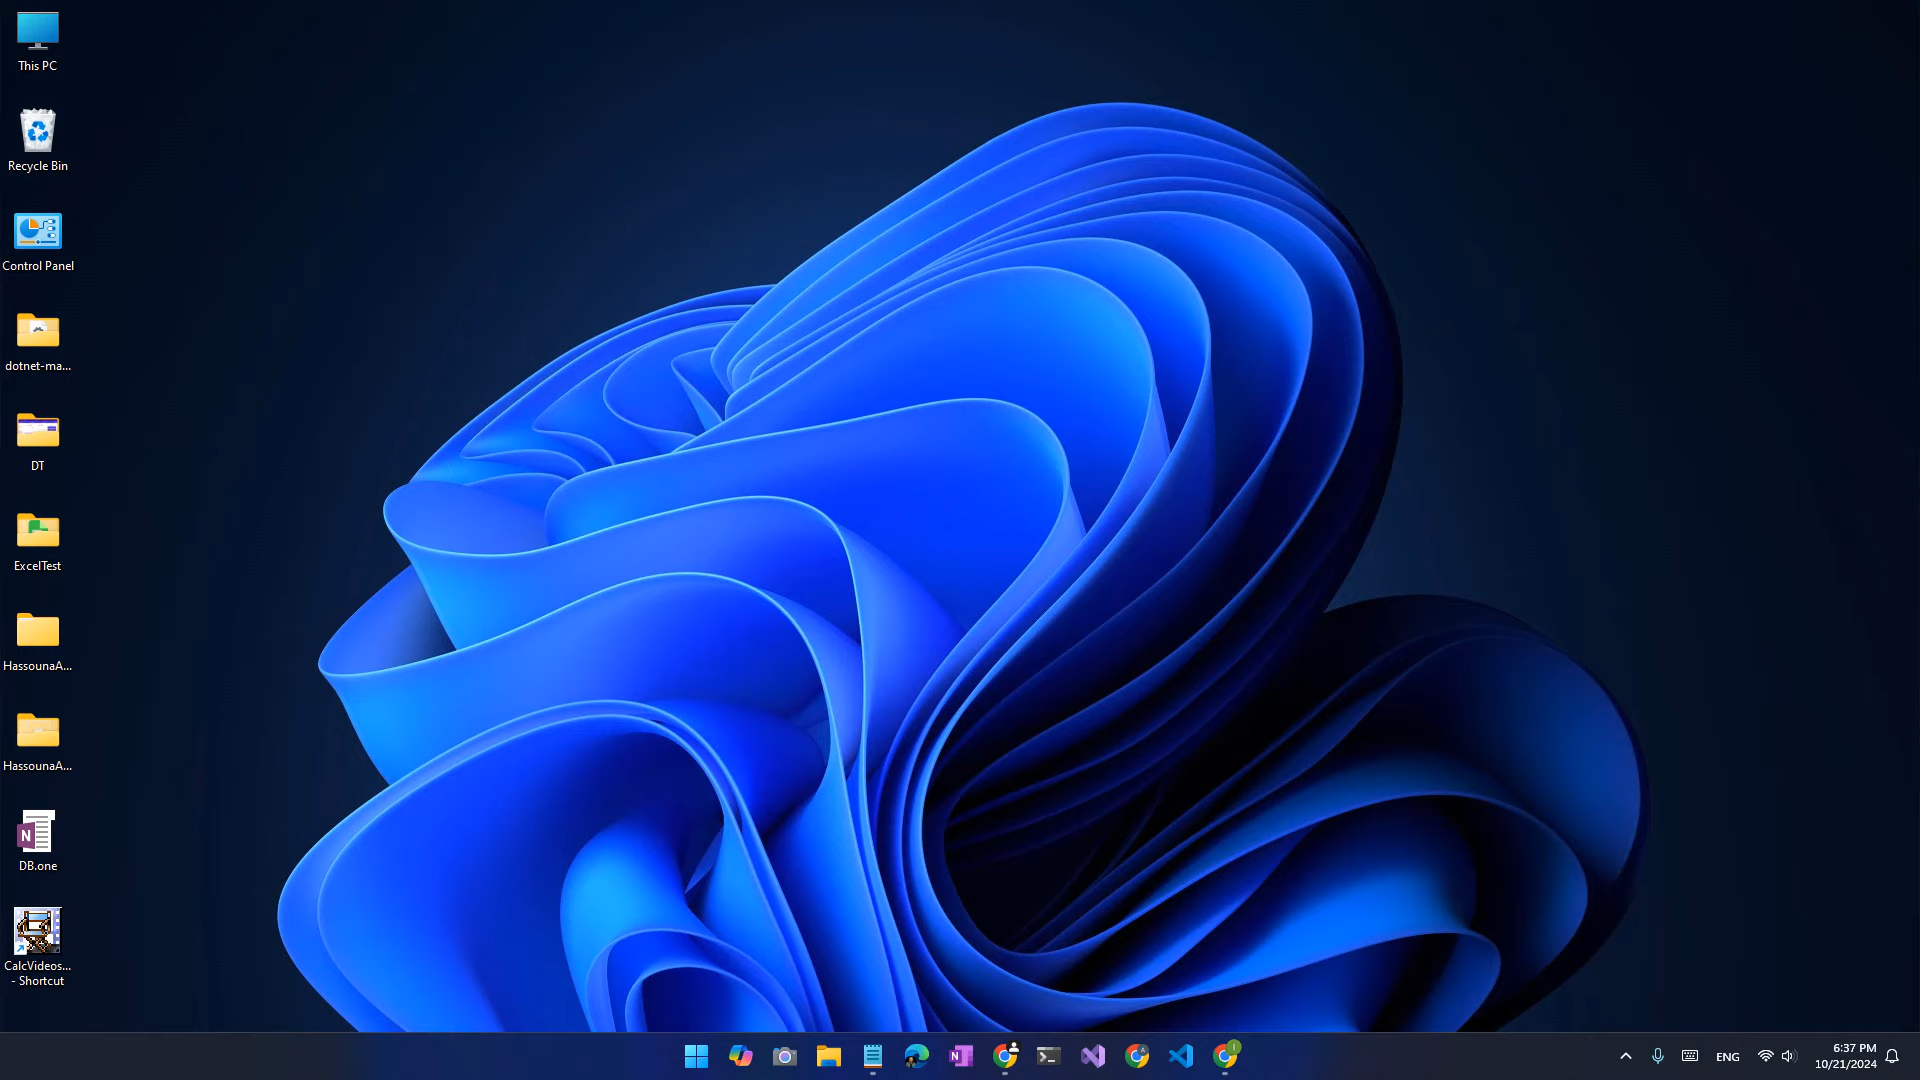 This PC
Recycle Bin
Control Panel
dotnet-ma...
DT
ExcelTest
HassounaA...
HassounaA...
DB.one
CalcVideos...
- Shortcut
ENG
6:37 PM
10/21/2024